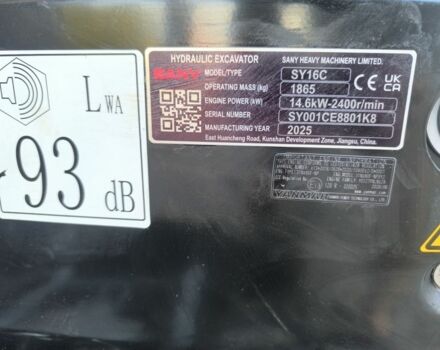 LWA
93 dB
HYDRAULIC EXCAVATOR SANY HEAVY MACHINERY LIMITED.
SANY MODEL/TYPE SY16C
OPERATING MASS (kg) 1865
ENGINE POWER (kW) 14.6kW-2400r/min
SERIAL NUMBER SY001CE8801K8
MANUFACTURING YEAR 2025
East Huancheng Road, Kunshan Development Zone, Jiangsu, China.
CE UK CA
YANMAR